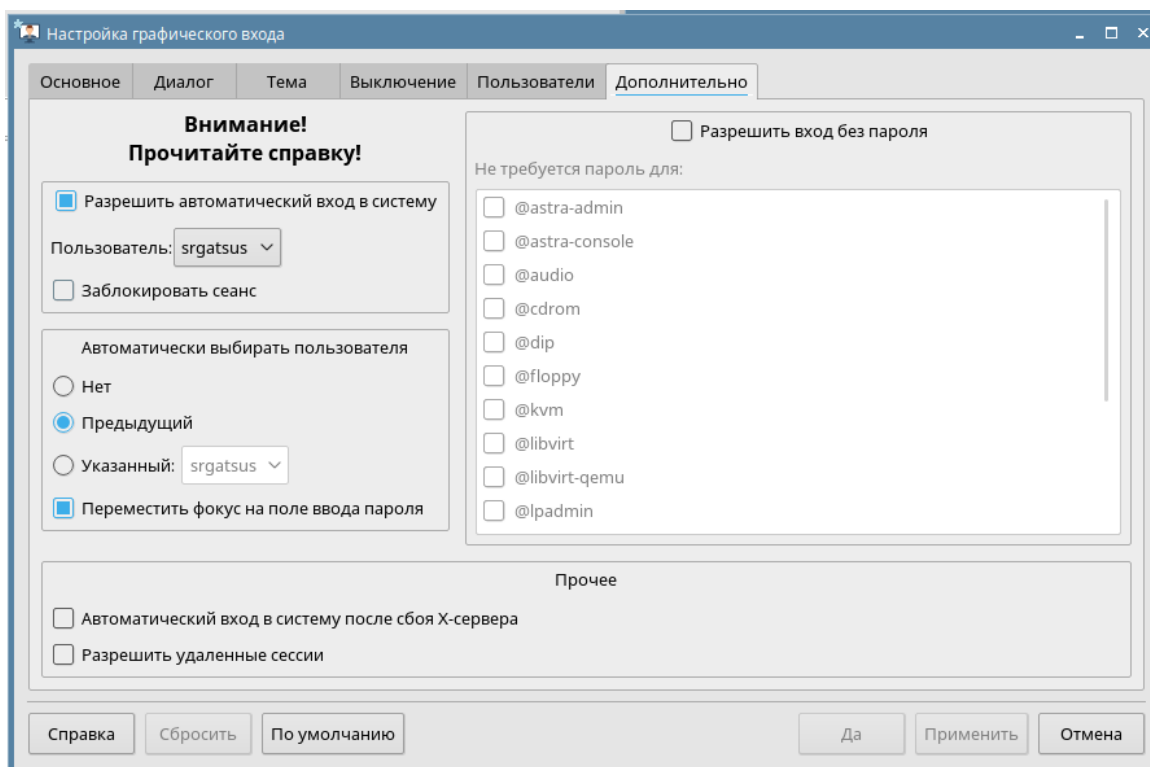 Настройка графического входа
Основное
Диалог
Тема
Выключение
Пользователи
Дополнительно
Внимание!
Прочитайте справку!
Разрешить автоматический вход в систему
Пользователь: srgatsus
Заблокировать сеанс
Автоматически выбирать пользователя
Нет
Предыдущий
Указанный: srgatsus
Переместить фокус на поле ввода пароля
Разрешить вход без пароля
Не требуется пароль для:
@astra-admin
@astra-console
@audio
@cdrom
@dip
@floppy
@kvm
@libvirt
@libvirt-qemu
@lpadmin
Прочее
Автоматический вход в систему после сбоя X-сервера
Разрешить удаленные сессии
Справка
Сбросить
По умолчанию
Да
Применить
Отмена